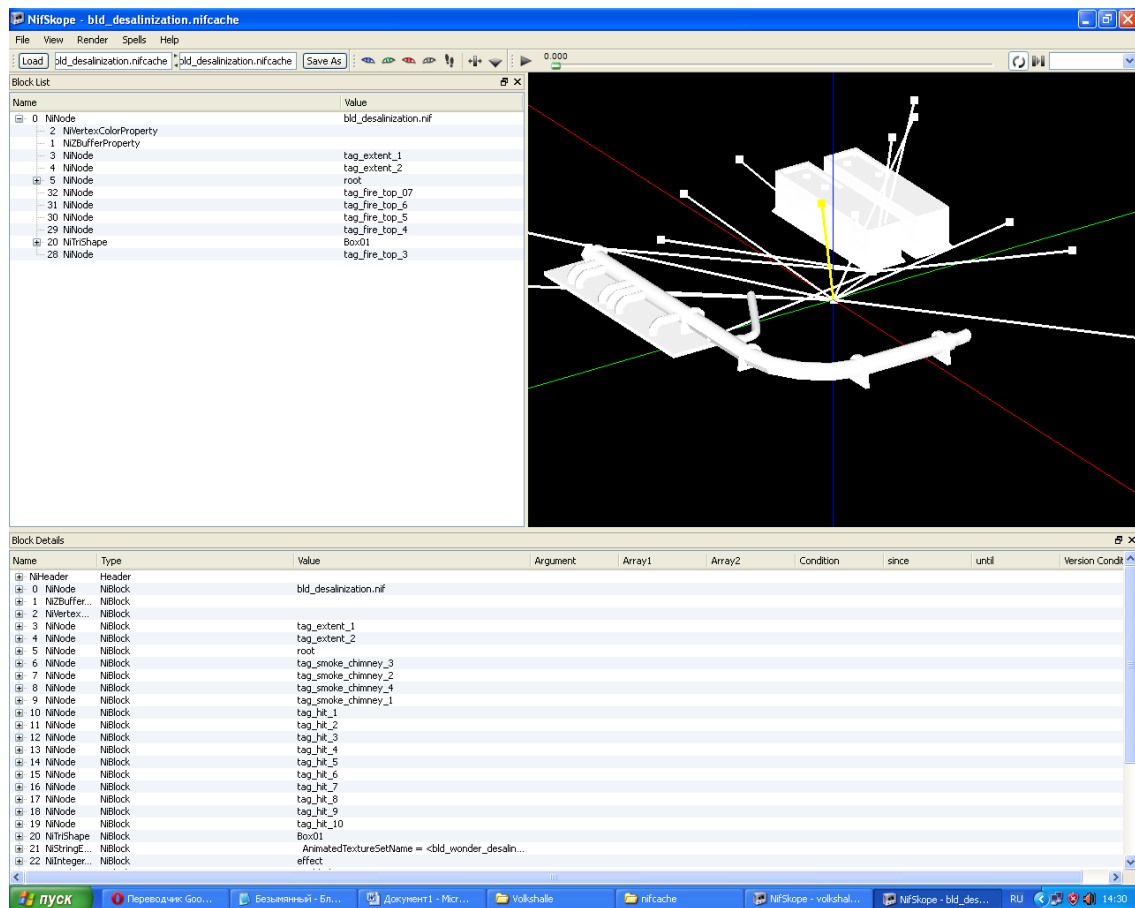 NifSkope - bld_desalinization.nifcache
File View Render Spells Help
Load bld_desalinization.nifcache bld_desalinization.nifcache Save As 0.000
Block List
Name Value
0 NiNode bld_desalinization.nif
2 NiVertexColorProperty
1 NiZBufferProperty
3 NiNode tag_extent_1
4 NiNode tag_extent_2
5 NiNode root
32 NiNode tag_fire_top_07
31 NiNode tag_fire_top_6
30 NiNode tag_fire_top_5
29 NiNode tag_fire_top_4
20 NiTriShape Box01
28 NiNode tag_fire_top_3
Block Details
Name Type Value Argument Array1 Array2 Condition since until Version Condit
NiHeader Header
0 NiNode NiBlock bld_desalinization.nif
1 NiZBuffer... NiBlock
2 NiVertex... NiBlock
3 NiNode NiBlock tag_extent_1
4 NiNode NiBlock tag_extent_2
5 NiNode NiBlock root
6 NiNode NiBlock tag_smoke_chimney_3
7 NiNode NiBlock tag_smoke_chimney_2
8 NiNode NiBlock tag_smoke_chimney_4
9 NiNode NiBlock tag_smoke_chimney_1
10 NiNode NiBlock tag_hit_1
11 NiNode NiBlock tag_hit_2
12 NiNode NiBlock tag_hit_3
13 NiNode NiBlock tag_hit_4
14 NiNode NiBlock tag_hit_5
15 NiNode NiBlock tag_hit_6
16 NiNode NiBlock tag_hit_7
17 NiNode NiBlock tag_hit_8
18 NiNode NiBlock tag_hit_9
19 NiNode NiBlock tag_hit_10
20 NiTriShape NiBlock Box01
21 NiStringE... NiBlock AnimatedTextureSetName = <bld_wonder_desalin...
22 NiInteger... NiBlock effect
пуск Переводчик Goo... Безымянный - Бл... Документ1 - Micr... Volkshalle nifcache NifSkope - volkshal... NifSkope - bld_des... RU 14:30